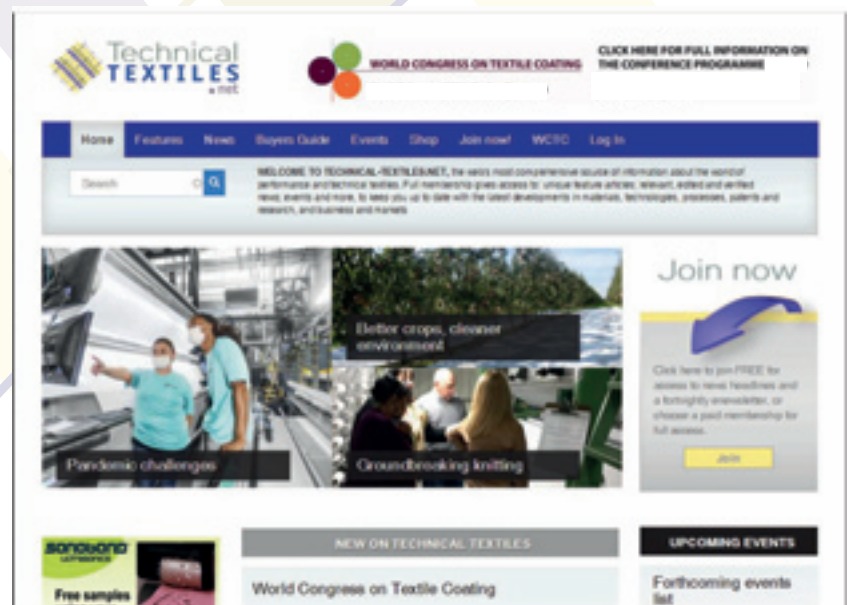 Technical
TEXTILES
.net
WORLD CONGRESS ON TEXTILE COATING
CLICK HERE FOR FULL INFORMATION ON
THE CONFERENCE PROGRAMME
Home Features News Buyers Guide Events Shop Join now! WCTC Log In
Search
WELCOME TO TECHNICAL-TEXTILES.NET, the world's most comprehensive source of information about the world of
performance and technical textiles. Full membership gives access to: unique feature articles; relevant, edited and verified
news; events and more, to keep you up to date with the latest developments in materials, technologies, processes, patents and
research, and business and markets
Pandemic challenges
Better crops, cleaner
environment
Groundbreaking knitting
Join now
Click here to join FREE for
access to news headlines and
a fortnightly enewsletter, or
choose a paid membership for
full access.
Join
sonobond
ULTRASONICS
Free samples
NEW ON TECHNICAL TEXTILES
World Congress on Textile Coating
UPCOMING EVENTS
Forthcoming events
list